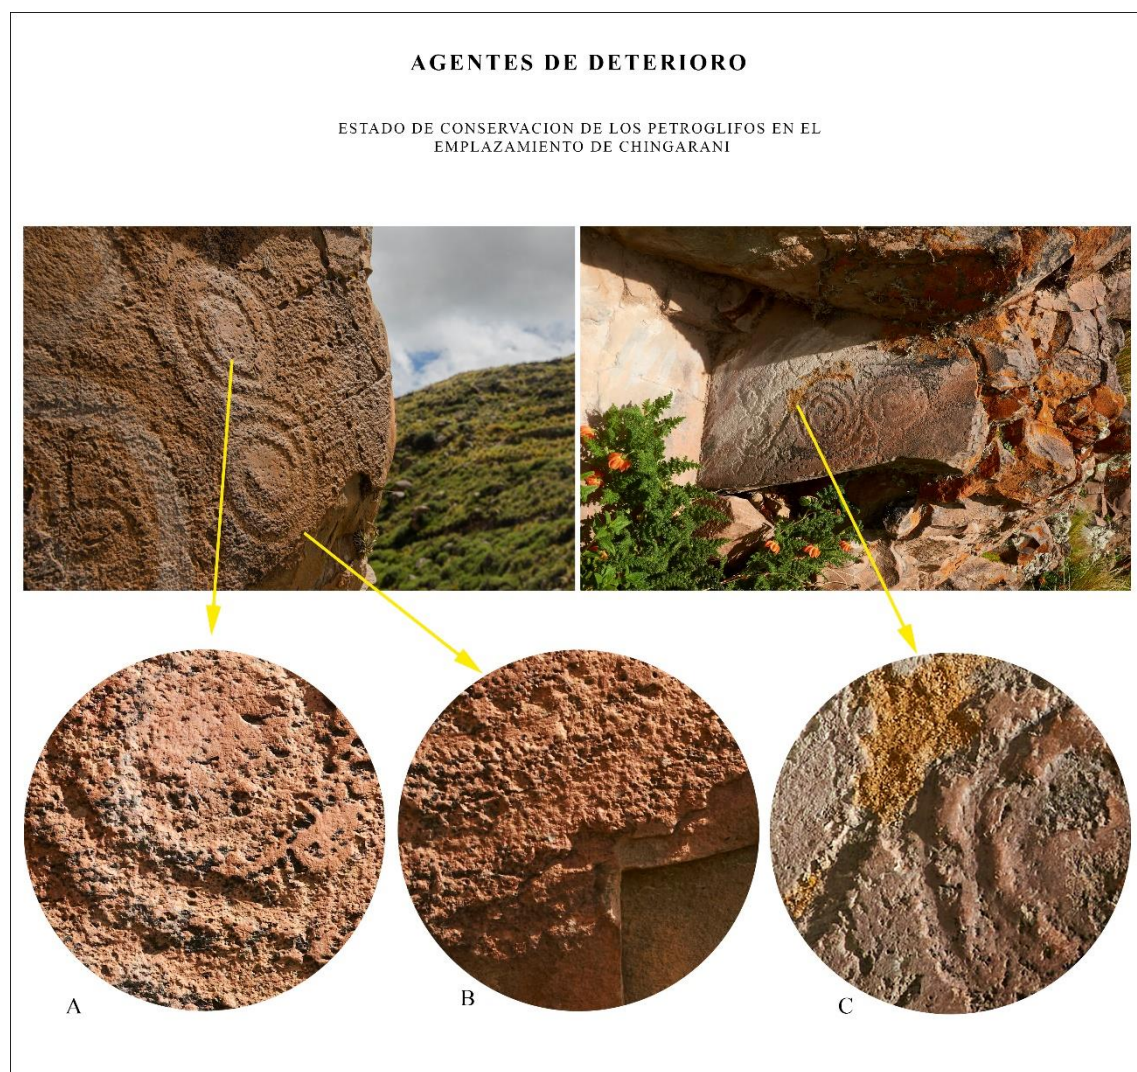 AGENTES DE DETERIORO
ESTADO DE CONSERVACION DE LOS PETROGLIFOS EN EL
EMPLAZAMIENTO DE CHINGARANI
A
B
C